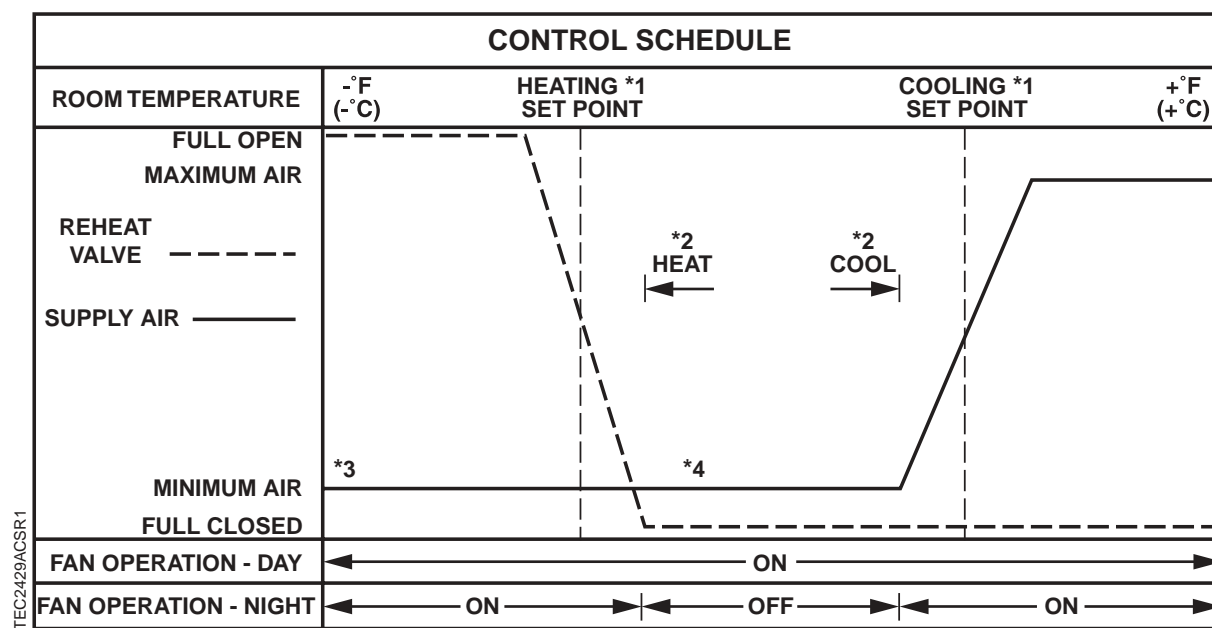 CONTROL SCHEDULE
ROOM TEMPERATURE
-°F
(-°C)
HEATING *1
SET POINT
COOLING *1
SET POINT
+°F
(+°C)
FULL OPEN
MAXIMUM AIR
REHEAT
VALVE
*2
HEAT
*2
COOL
SUPPLY AIR
*3
*4
MINIMUM AIR
FULL CLOSED
FAN OPERATION - DAY
ON
FAN OPERATION - NIGHT
ON
OFF
ON
TEC2429ACSR1